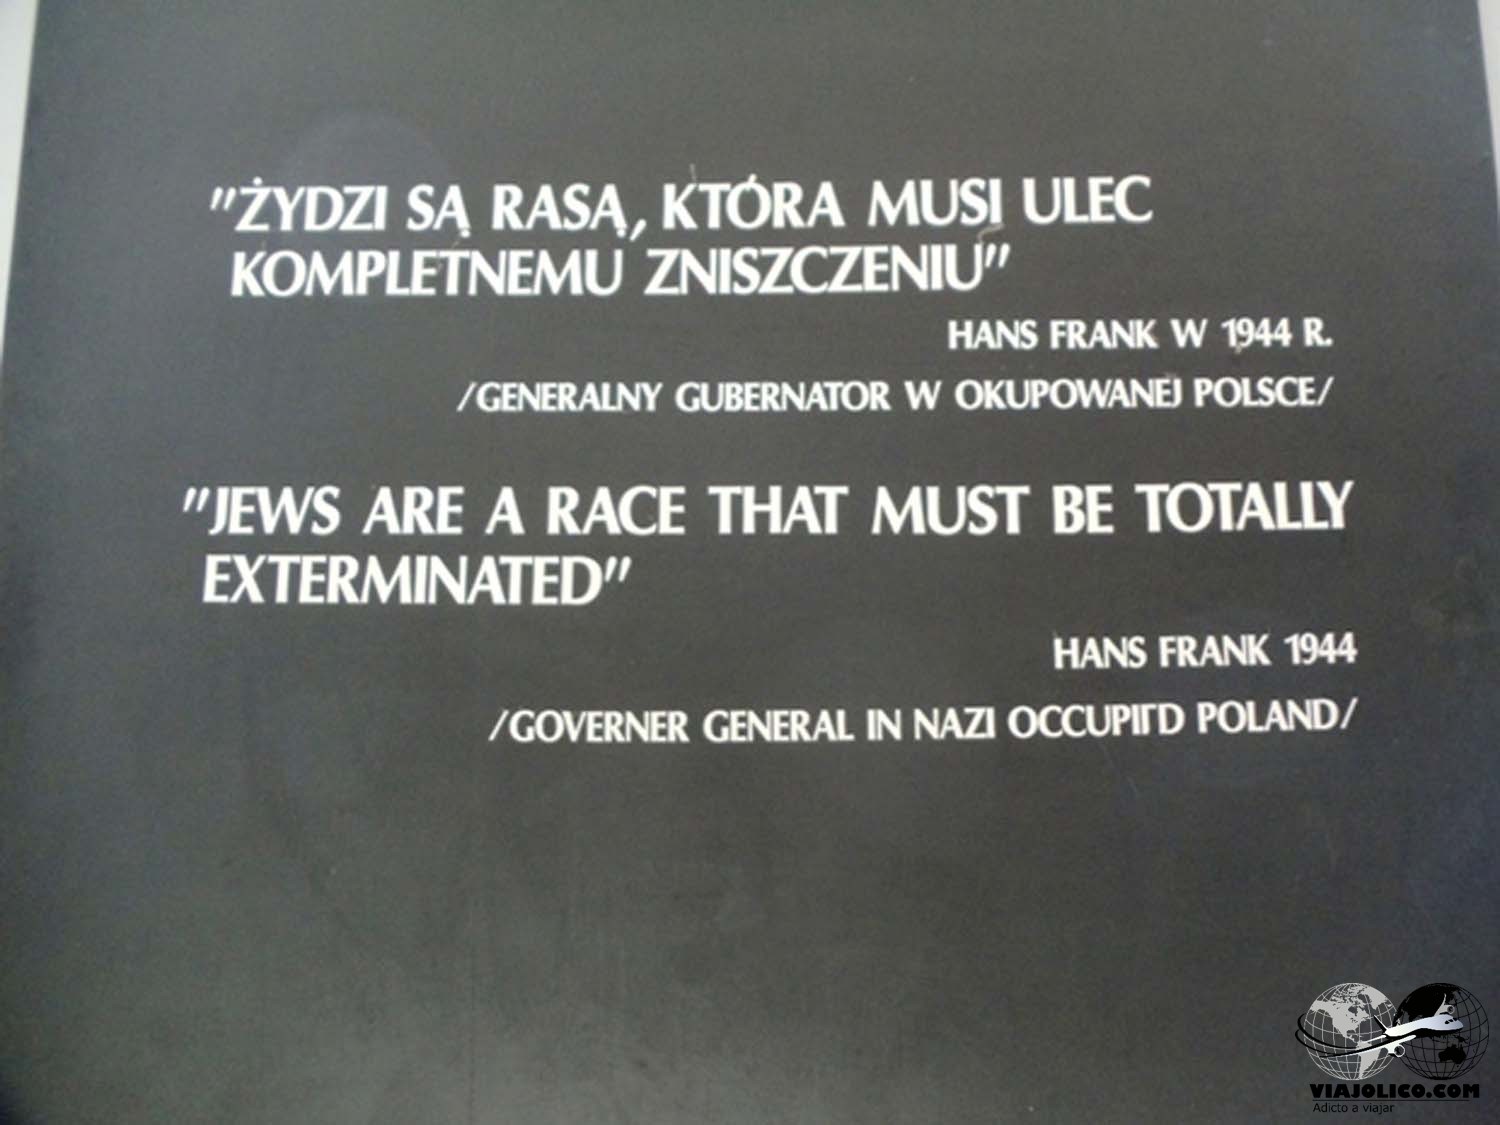 "ŻYDZI SĄ RASĄ, KTÓRA MUSI ULEC
KOMPLETNEMU ZNISZCZENIU"
HANS FRANK W 1944 R.
/GENERALNY GUBERNATOR W OKUPOWANEJ POLSCE/
"JEWS ARE A RACE THAT MUST BE TOTALLY
EXTERMINATED"
HANS FRANK 1944
/GOVERNER GENERAL IN NAZI OCCUPIED POLAND/
VIAJOLICO.COM
Adicto a viajar